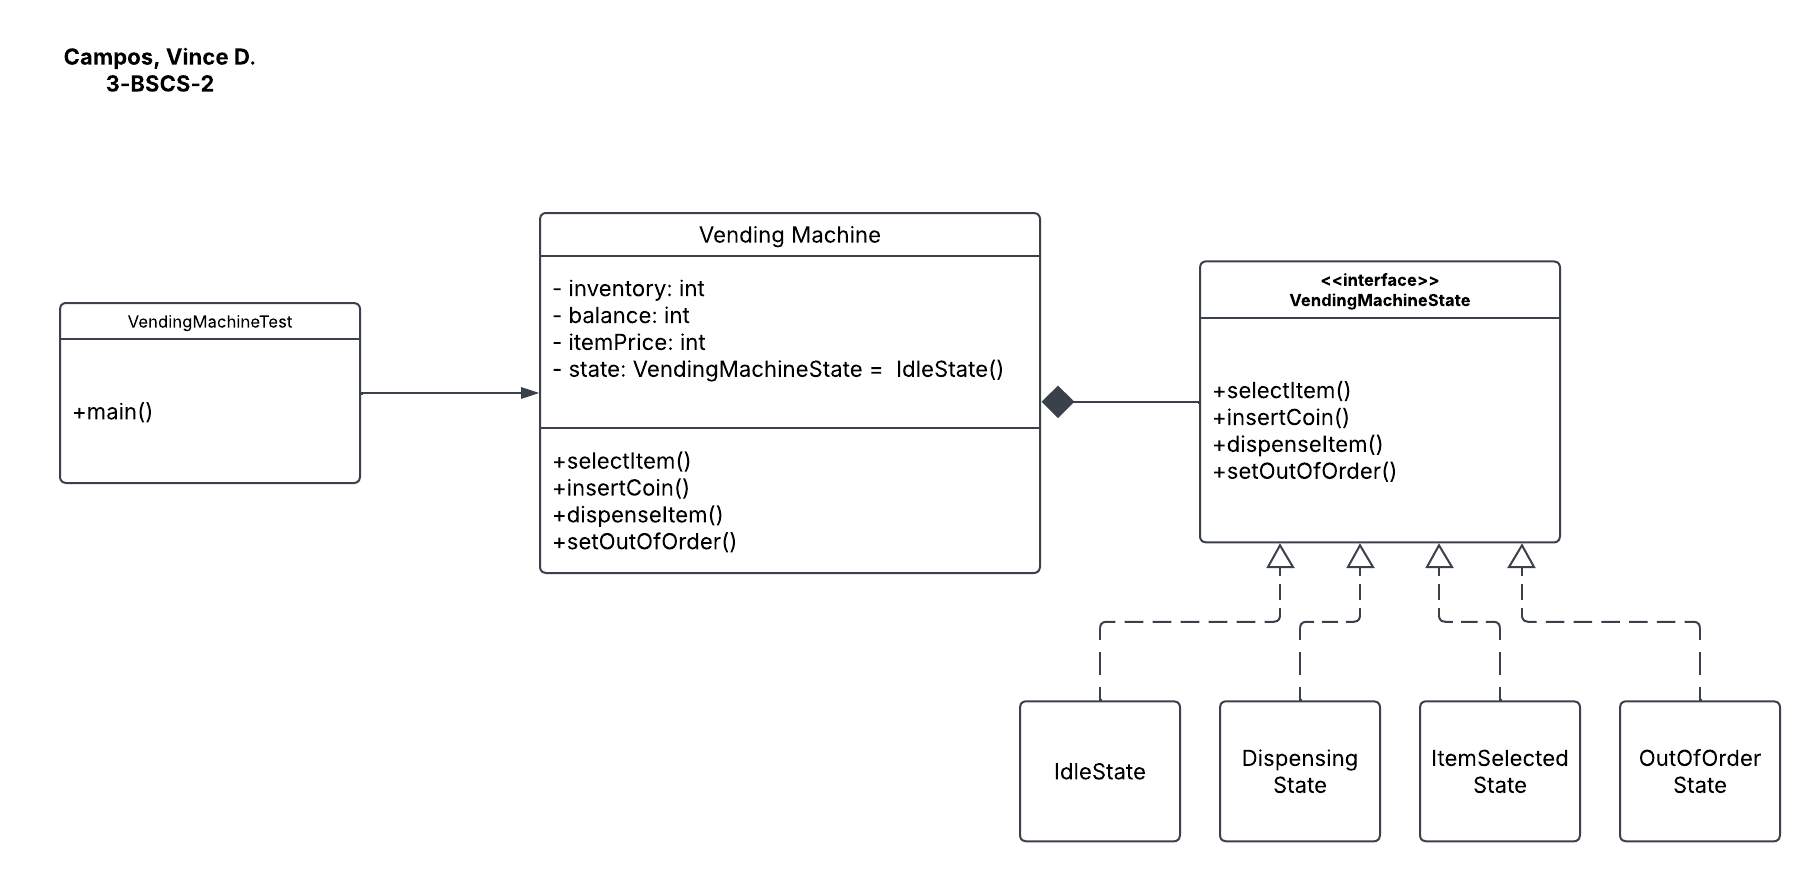 Campos, Vince D.
3-BSCS-2
VendingMachineTest
+main()
Vending Machine
- inventory: int
- balance: int
- itemPrice: int
- state: VendingMachineState = IdleState()
+selectItem()
+insertCoin()
+dispenseItem()
+setOutOfOrder()
<<interface>>
VendingMachineState
+selectItem()
+insertCoin()
+dispenseItem()
+setOutOfOrder()
IdleState
Dispensing
State
ItemSelected
State
OutOfOrder
State